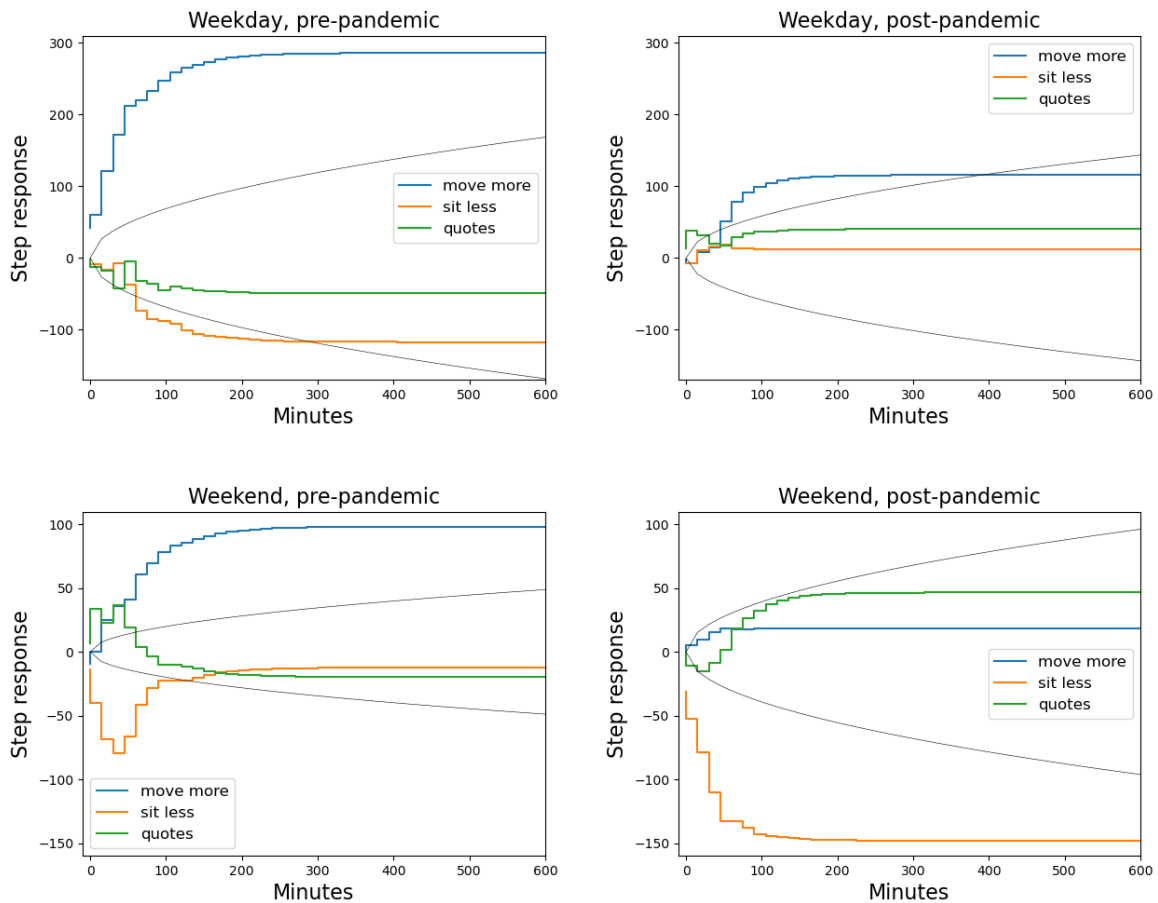 Weekday, pre-pandemic
Step response
300
200
100
0
−100
move more
sit less
quotes
0 100 200 300 400 500 600
Minutes
Weekday, post-pandemic
Step response
300
200
100
0
−100
move more
sit less
quotes
0 100 200 300 400 500 600
Minutes
Weekend, pre-pandemic
Step response
100
50
0
−50
−100
−150
move more
sit less
quotes
0 100 200 300 400 500 600
Minutes
Weekend, post-pandemic
Step response
100
50
0
−50
−100
−150
move more
sit less
quotes
0 100 200 300 400 500 600
Minutes